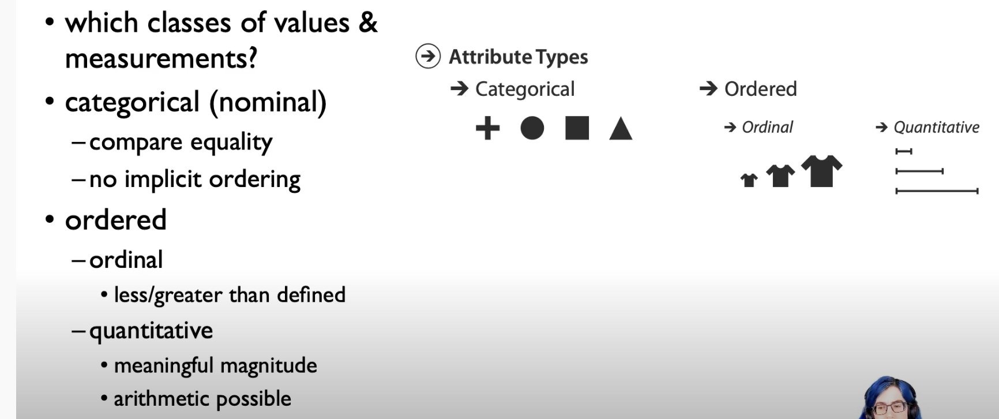 • which classes of values &
measurements?
• categorical (nominal)
– compare equality
– no implicit ordering
• ordered
– ordinal
• less/greater than defined
– quantitative
• meaningful magnitude
• arithmetic possible
Attribute Types
→ Categorical
→ Ordered
→ Ordinal
→ Quantitative